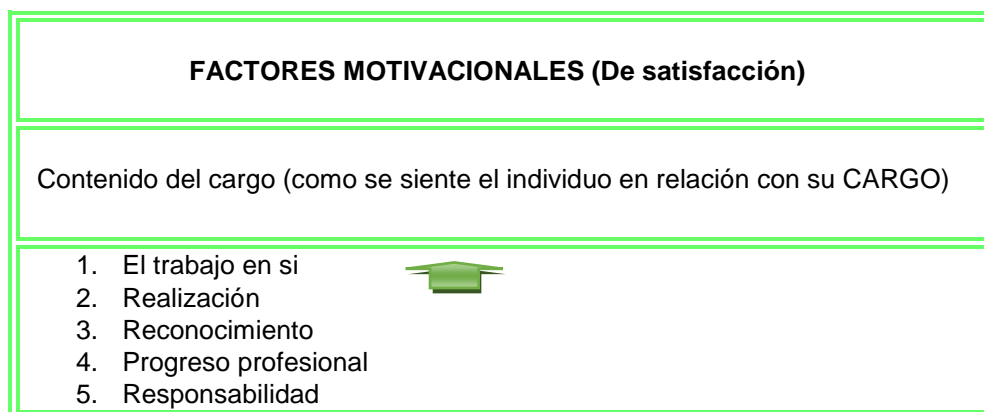 FACTORES MOTIVACIONALES (De satisfacción)
Contenido del cargo (como se siente el individuo en relación con su CARGO)
1. El trabajo en si
2. Realización
3. Reconocimiento
4. Progreso profesional
5. Responsabilidad